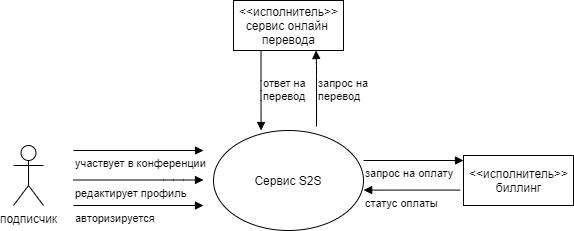 <<исполнитель>>
сервис онлайн
перевода
ответ на
перевод
запрос на
перевод
участвует в конференции
редактирует профиль
авторизируется
подписчик
Сервис S2S
запрос на оплату
статус оплаты
<<исполнитель>>
биллинг